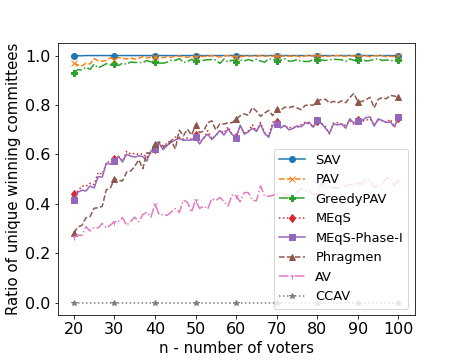 Ratio of unique winning committees
1.0
0.8
0.6
0.4
0.2
0.0
SAV
PAV
GreedyPAV
MEqS
MEqS-Phase-I
Phragmen
AV
CCAV
20 30 40 50 60 70 80 90 100
n - number of voters